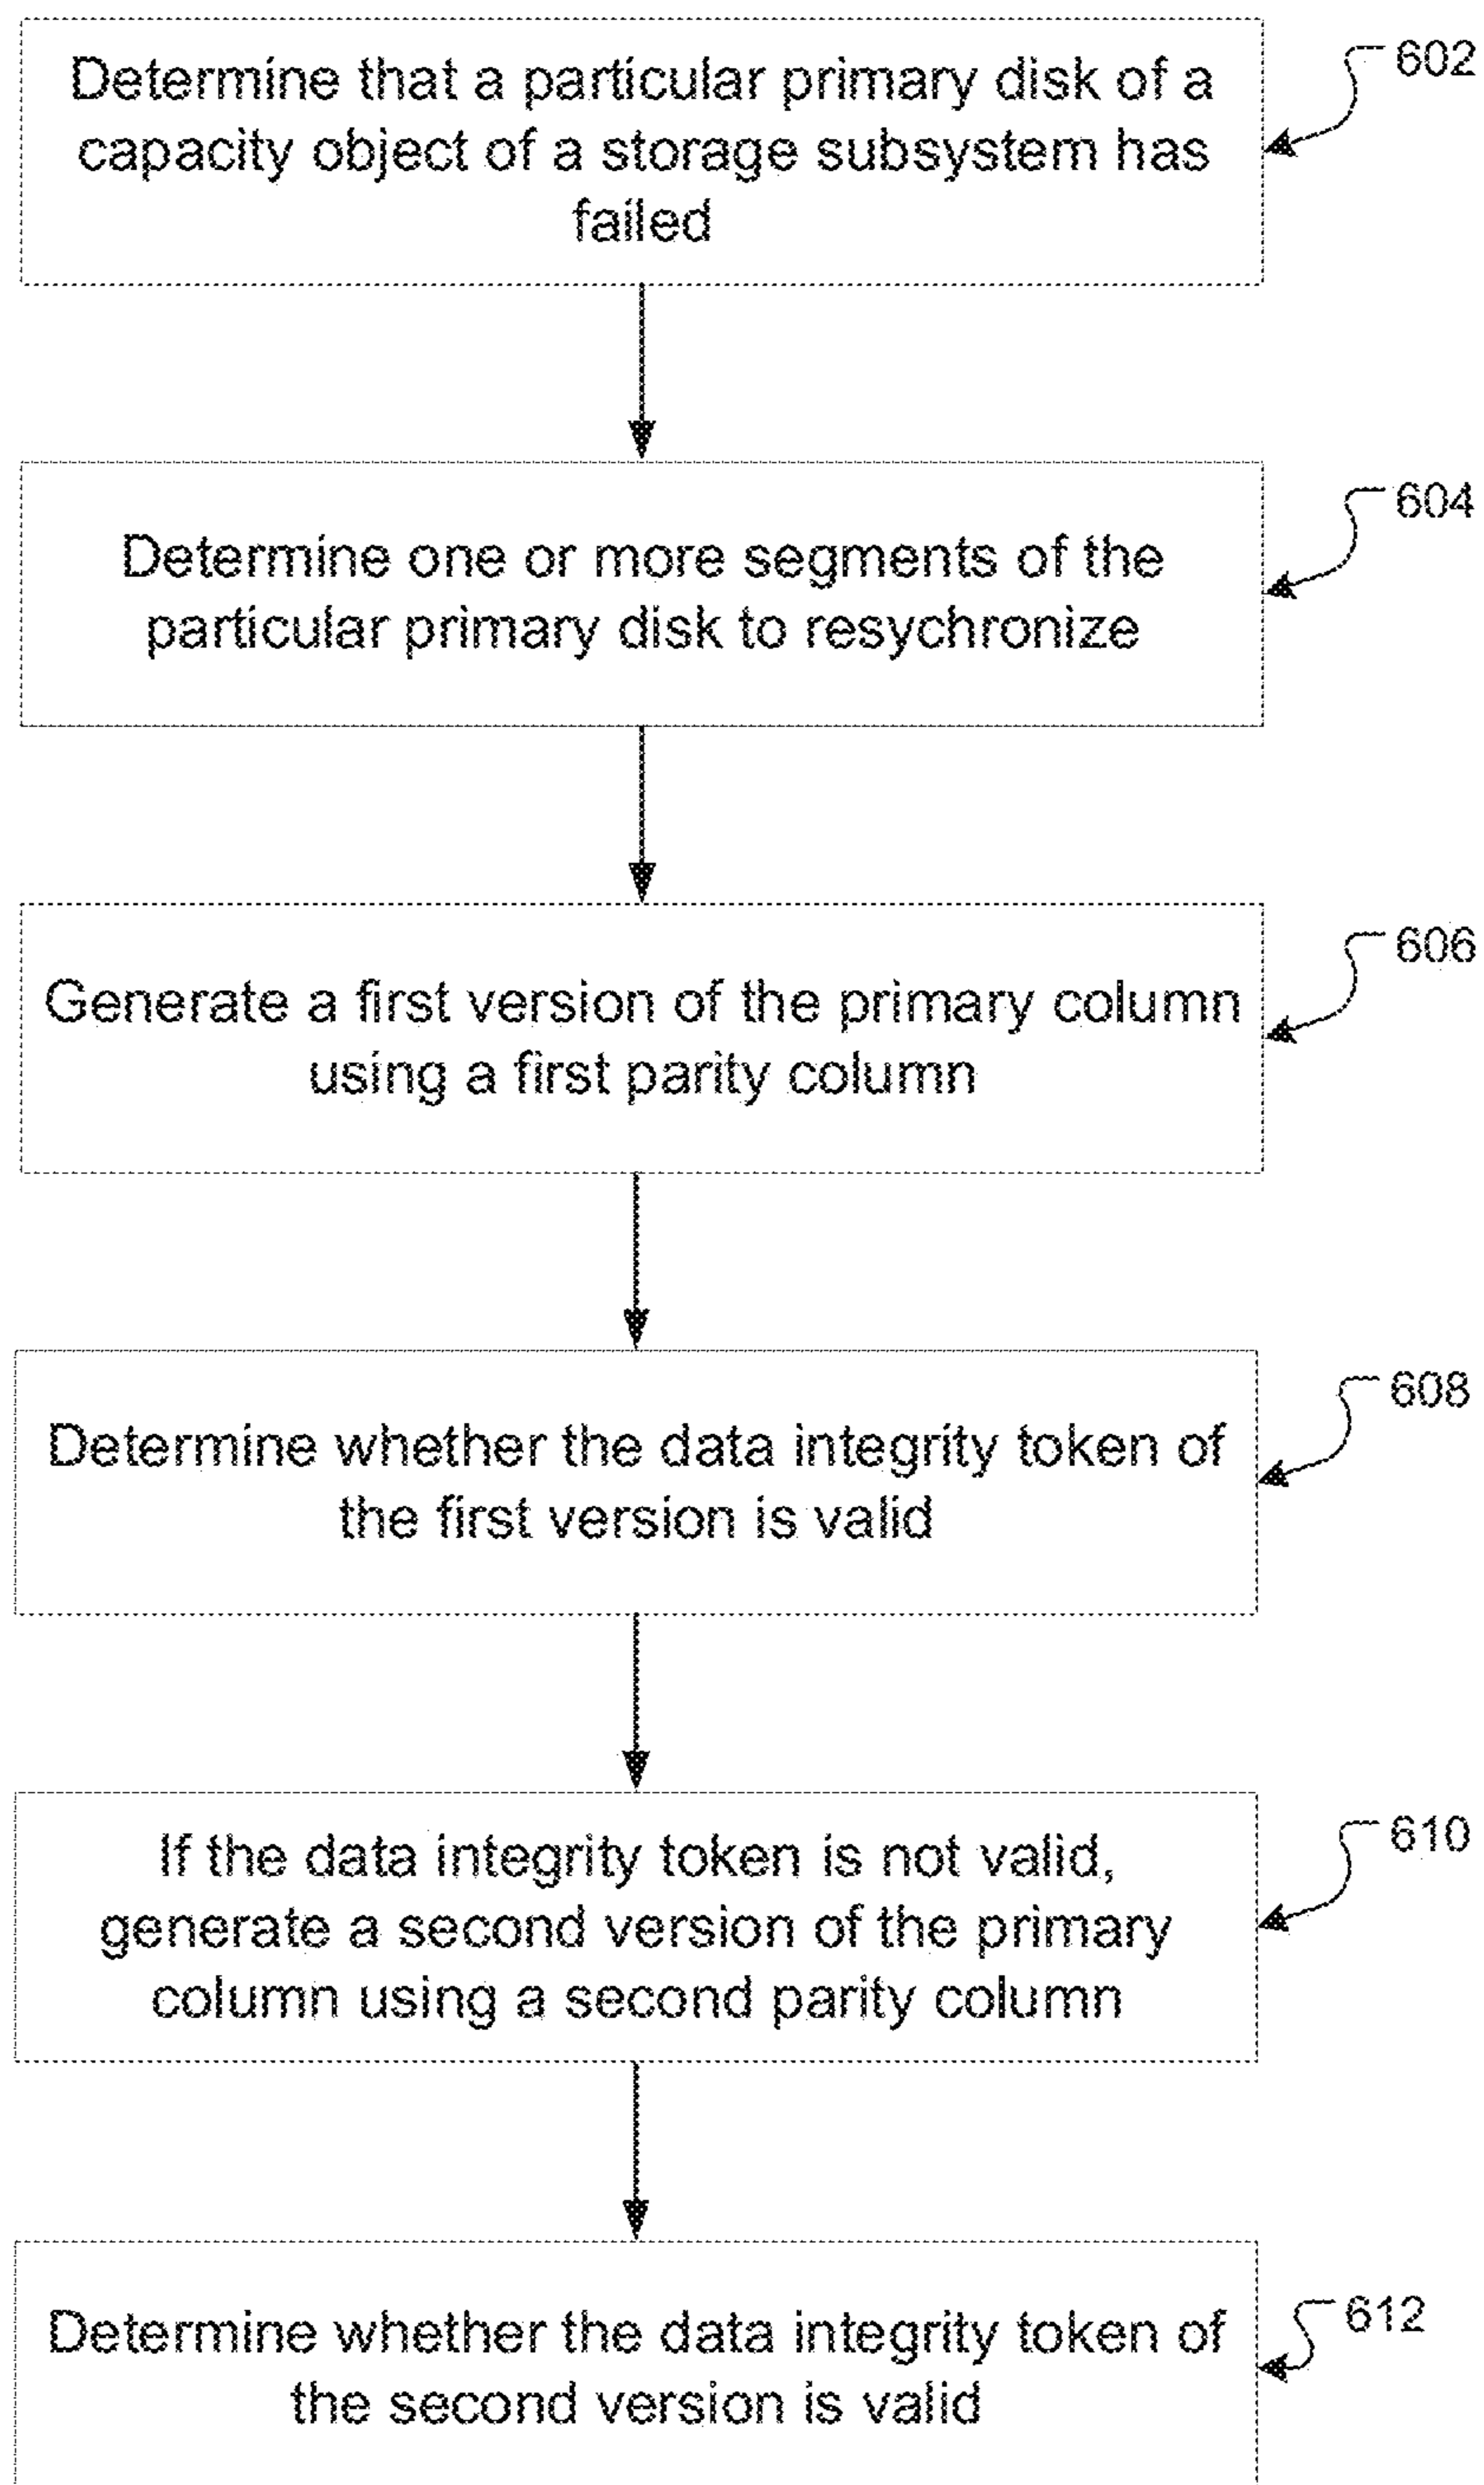 Determine that a particular primary disk of a
capacity object of a storage subsystem has
failed
602
Determine one or more segments of the
particular primary disk to resychronize
604
Generate a first version of the primary column
using a first parity column
606
Determine whether the data integrity token of
the first version is valid
608
If the data integrity token is not valid,
generate a second version of the primary
column using a second parity column
610
Determine whether the data integrity token of
the second version is valid
612